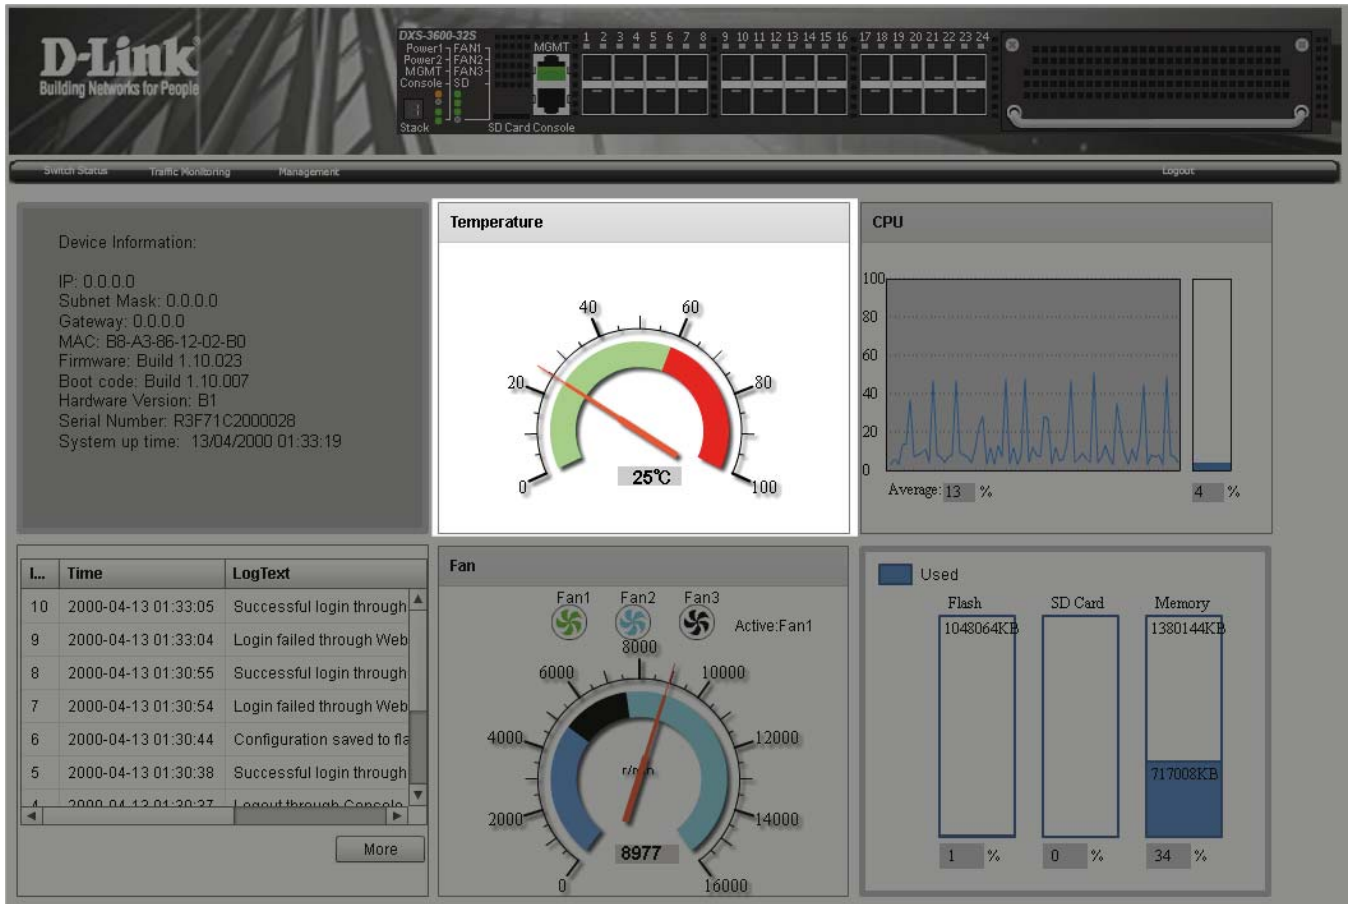 D-Link
Building Networks for People
DXS-3600-32S
Power1 FAN1
Power2 FAN2
MGMT FAN3
Console SD
Stack
SD Card Console
MGMT
1 2 3 4 5 6 7 8 9 10 11 12 13 14 15 16 17 18 19 20 21 22 23 24
Switch Status Traffic Monitoring Management Logout
Device Information:
IP: 0.0.0.0
Subnet Mask: 0.0.0.0
Gateway: 0.0.0.0
MAC: B8-A3-86-12-02-B0
Firmware: Build 1.10.023
Boot code: Build 1.10.007
Hardware Version: B1
Serial Number: R3F71C2000028
System up time: 13/04/2000 01:33:19
Temperature
0 20 40 60 80 100
25℃
CPU
100
80
60
40
20
0
Average: 13 %
4 %
I... Time LogText
10 2000-04-13 01:33:05 Successful login through
9 2000-04-13 01:33:04 Login failed through Web
8 2000-04-13 01:30:55 Successful login through
7 2000-04-13 01:30:54 Login failed through Web
6 2000-04-13 01:30:44 Configuration saved to fla
5 2000-04-13 01:30:38 Successful login through
4 2000-04-13 01:30:37 Logout through Console
More
Fan
Fan1 Fan2 Fan3
Active:Fan1
0 2000 4000 6000 8000 10000 12000 14000 16000
8977
Used
Flash SD Card Memory
1048064KB 1380144KB
717008KB
1 % 0 % 34 %